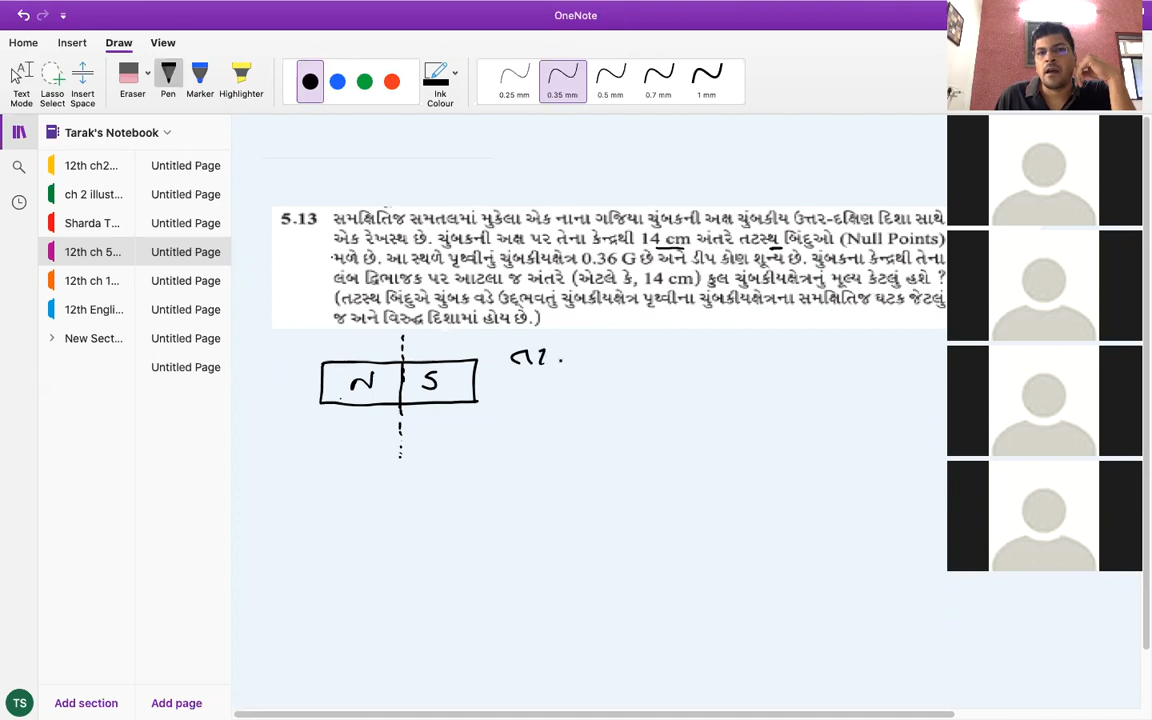 OneNote
Home Insert Draw View
Text Mode
Lasso Select
Insert Space
Eraser
Pen
Marker
Highlighter
Ink Colour
0.25 mm
0.35 mm
0.5 mm
0.7 mm
1 mm
Tarak's Notebook
12th ch2... Untitled Page
ch 2 illust... Untitled Page
Sharda T... Untitled Page
12th ch 5... Untitled Page
12th ch 1... Untitled Page
12th Engli... Untitled Page
New Sect... Untitled Page
Untitled Page
5.13 સમક્ષિતિજ સમતલમાં મુકેલા એક નાના ગજિયા ચુંબકની અક્ષ ચુંબકીય ઉત્તર-દક્ષિણ દિશા સાથે
એક રેખસ્થ છે. ચુંબકની અક્ષ પર તેના કેન્દ્રથી 14 cm અંતરે તટસ્થ બિંદુઓ (Null Points)
મળે છે. આ સ્થળે પૃથ્વીનું ચુંબકીયક્ષેત્ર 0.36 G છે અને ડીપ કોણ શૂન્ય છે. ચુંબકના કેન્દ્રથી તેના
લંબ દ્વિભાજક પર આટલા જ અંતરે (એટલે કે, 14 cm) કુલ ચુંબકીયક્ષેત્રનું મૂલ્ય કેટલું હશે ?
(તટસ્થ બિંદુએ ચુંબક વડે ઉદ્ભવતું ચુંબકીયક્ષેત્ર પૃથ્વીના ચુંબકીયક્ષેત્રના સમક્ષિતિજ ઘટક જેટલું
જ અને વિરુદ્ધ દિશામાં હોય છે.)
N S
TS
Add section Add page